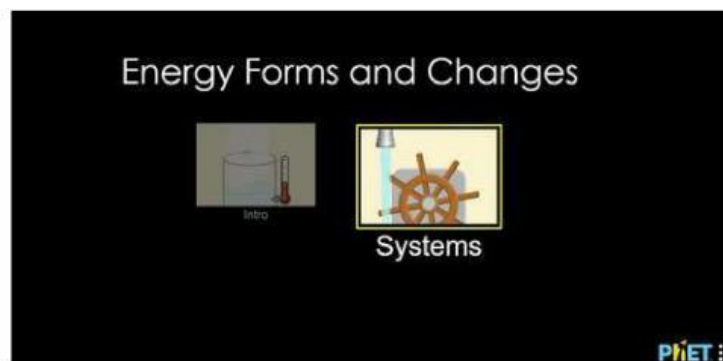 Energy Forms and Changes
Intro
Systems
PhET